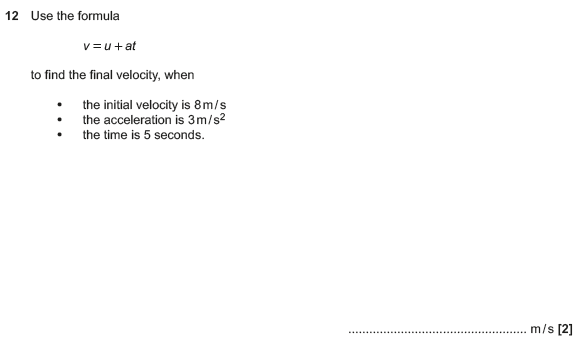 12 Use the formula
v = u + at
to find the final velocity, when
• the initial velocity is 8 m / s
• the acceleration is 3 m / s²
• the time is 5 seconds.
.................................................... m / s [2]